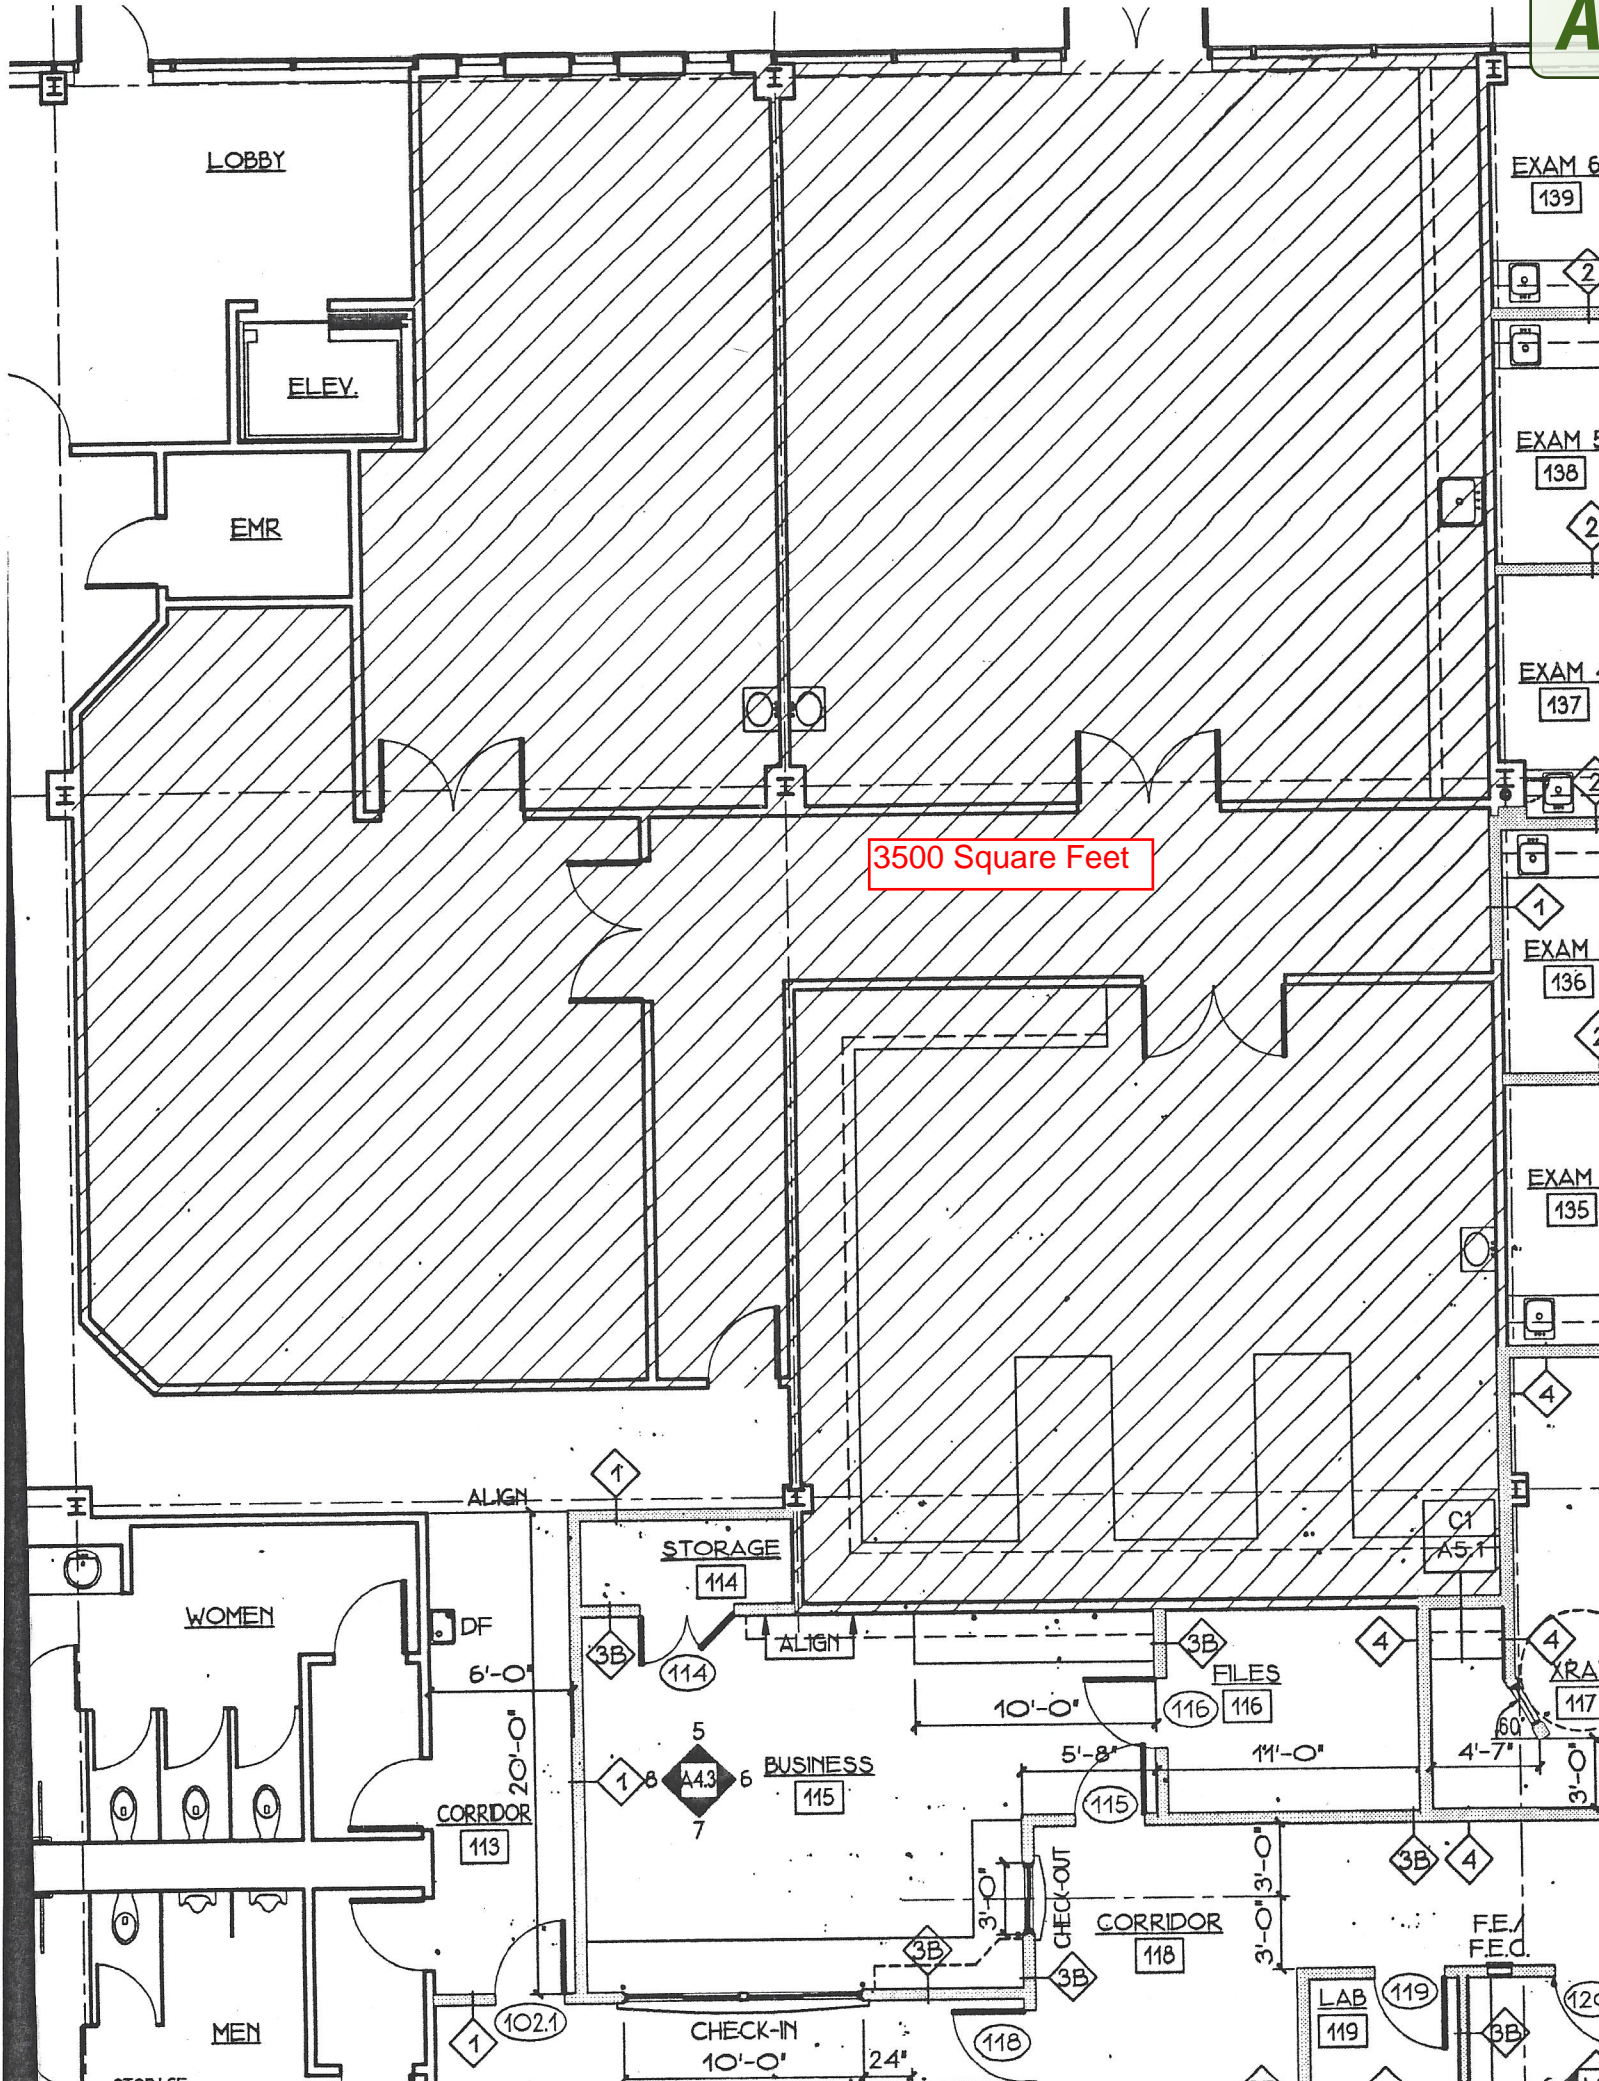 A
LOBBY
EXAM 6
139
2
ELEV.
EXAM 5
138
EMR
2
EXAM
137
2
3500 Square Feet
1
EXAM
136
2
EXAM
135
4
1
ALIGN
C1
A5.1
STORAGE
114
WOMEN
DF
3B
114
ALIGN
3B
4
4
6'-0"
FILES
116
XRA
117
10'-0"
116
60
5
5'-8"
11'-0"
4'-7"
3'-0"
20'-0"
1
8
A4.3
6
7
BUSINESS
115
115
CORRIDOR
113
3B
4
3'-0"
CHECK-OUT
3'-0"
3'-0"
CORRIDOR
118
F.E./
F.E.C.
3B
3B
LAB
119
119
120
102.1
1
MEN
CHECK-IN
118
3B
10'-0"
24"